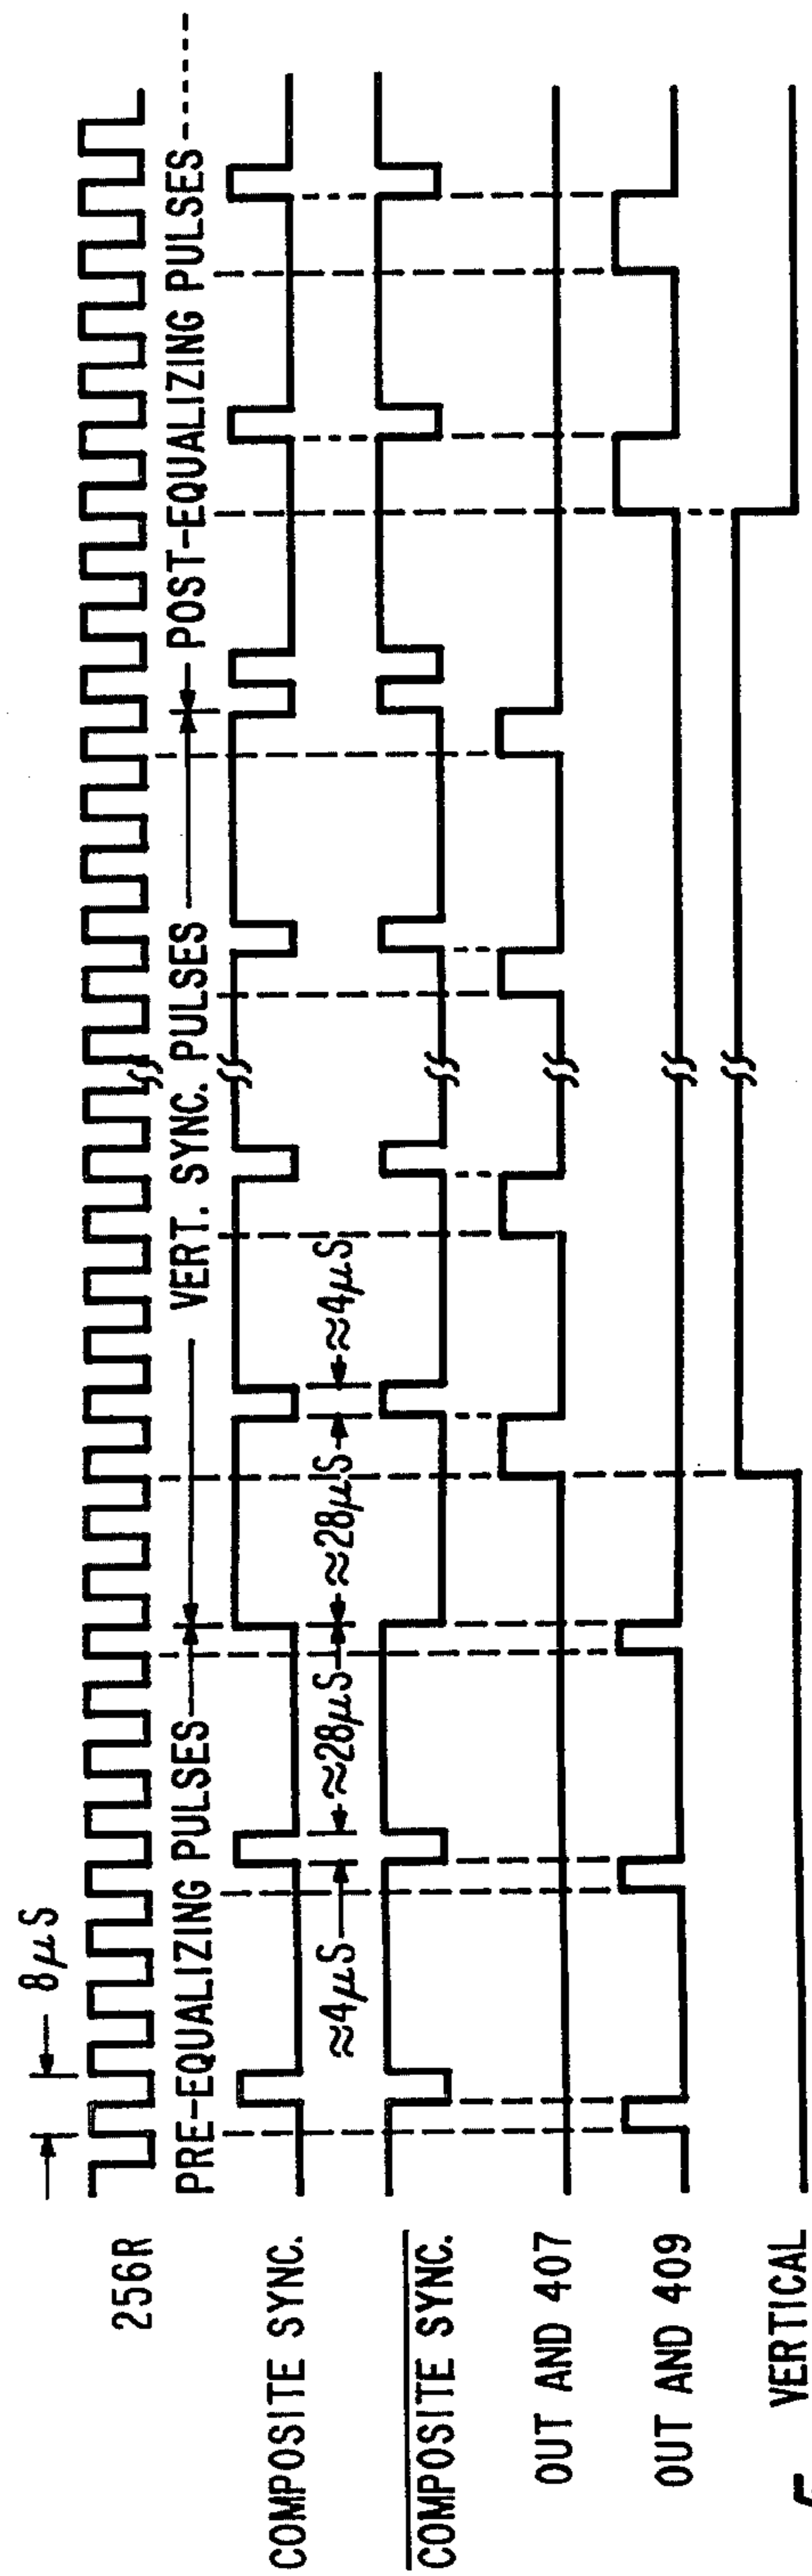 8μS
256R
PRE-EQUALIZING PULSES VERT. SYNC. PULSES POST-EQUALIZING PULSES
COMPOSITE SYNC.
≈4μS ≈28μS ≈28μS ≈4μS
COMPOSITE SYNC.
OUT AND 407
OUT AND 409
VERTICAL